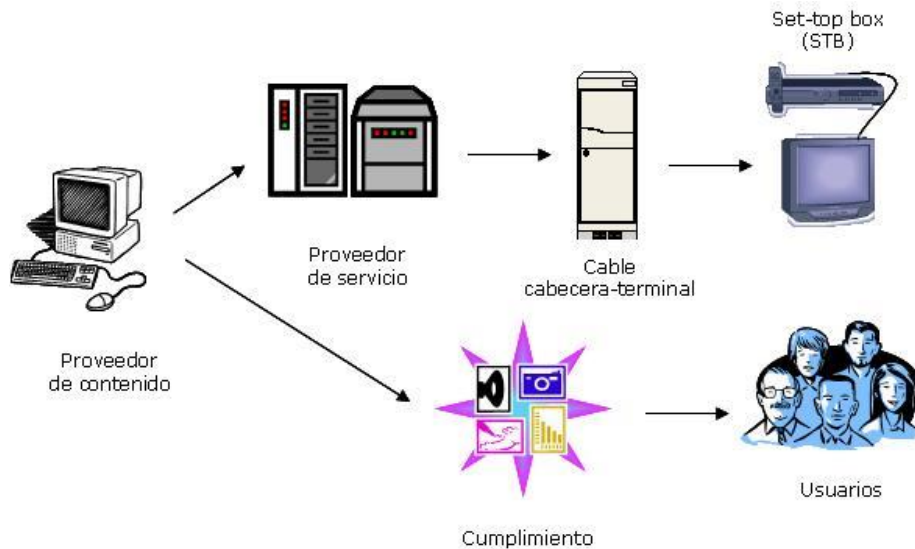 Set-top box
(STB)
Proveedor
de servicio
Cable
cabecera-terminal
Proveedor
de contenido
Usuarios
Cumplimiento